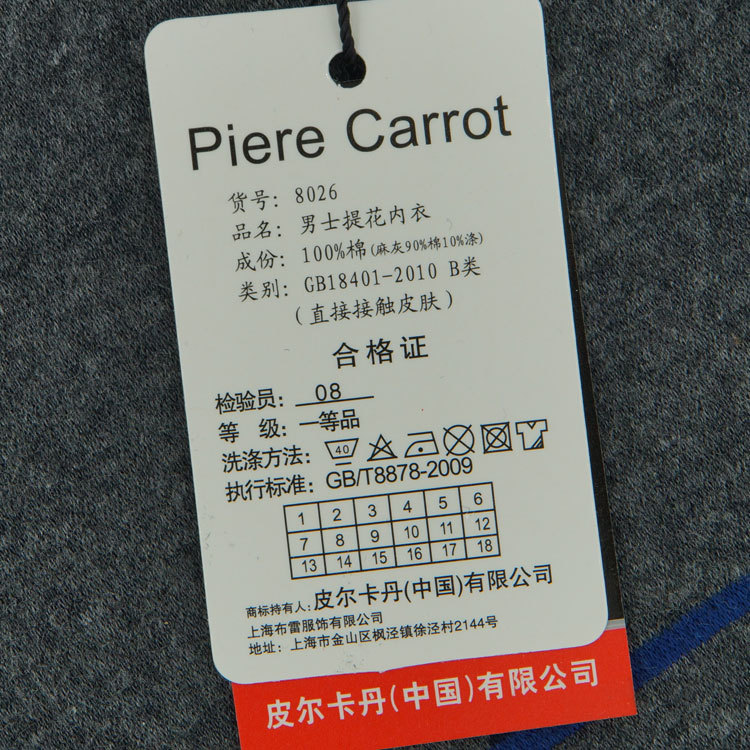 Piere Carrot
货号: 8026
品名: 男士提花内衣
成份: 100%棉(麻灰90%棉10%涤)
类别: GB18401-2010 B类
(直接接触皮肤)
合格证
检验员: 08
等 级: 一等品
洗涤方法: 40
执行标准: GB/T8878-2009
1 2 3 4 5 6
7 8 9 10 11 12
13 14 15 16 17 18
商标持有人: 皮尔卡丹(中国)有限公司
上海布雷服饰有限公司
地址: 上海市金山区枫泾镇徐泾村2144号
皮尔卡丹(中国)有限公司